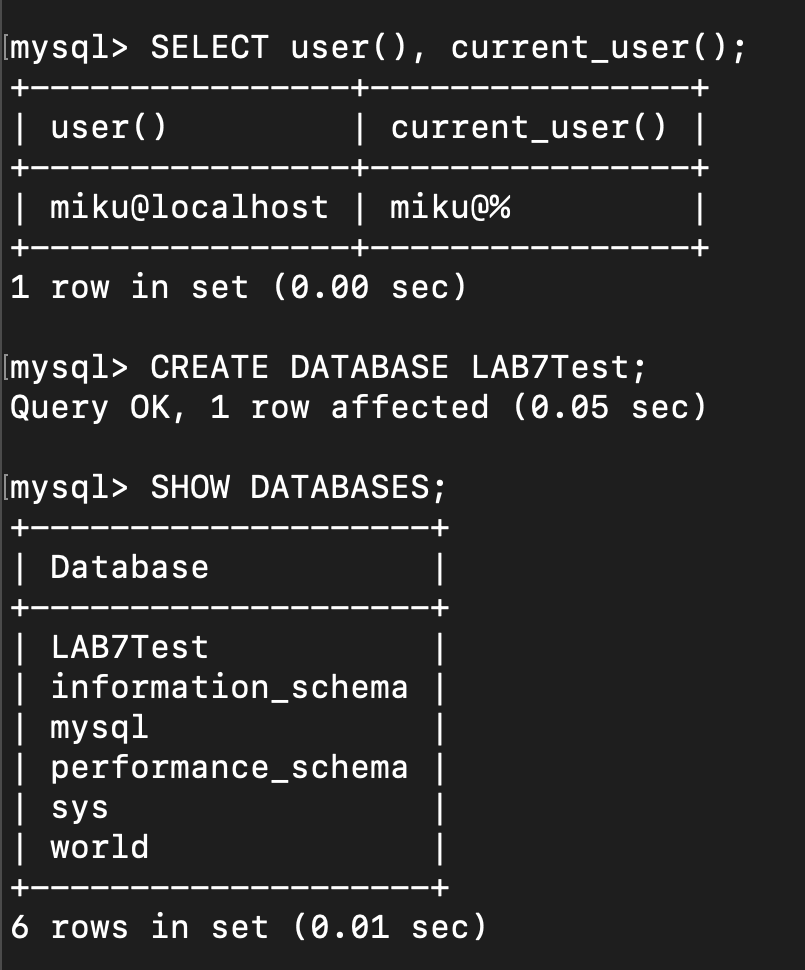 mysql> SELECT user(), current_user();
+----------------+----------------+
| user()         | current_user() |
+----------------+----------------+
| miku@localhost | miku@%         |
+----------------+----------------+
1 row in set (0.00 sec)
mysql> CREATE DATABASE LAB7Test;
Query OK, 1 row affected (0.05 sec)
mysql> SHOW DATABASES;
+--------------------+
| Database           |
+--------------------+
| LAB7Test           |
| information_schema |
| mysql              |
| performance_schema |
| sys                |
| world              |
+--------------------+
6 rows in set (0.01 sec)